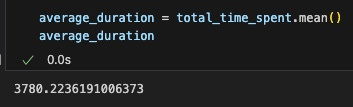 average_duration = total_time_spent.mean()
average_duration
0.0s
3780.2236191006373